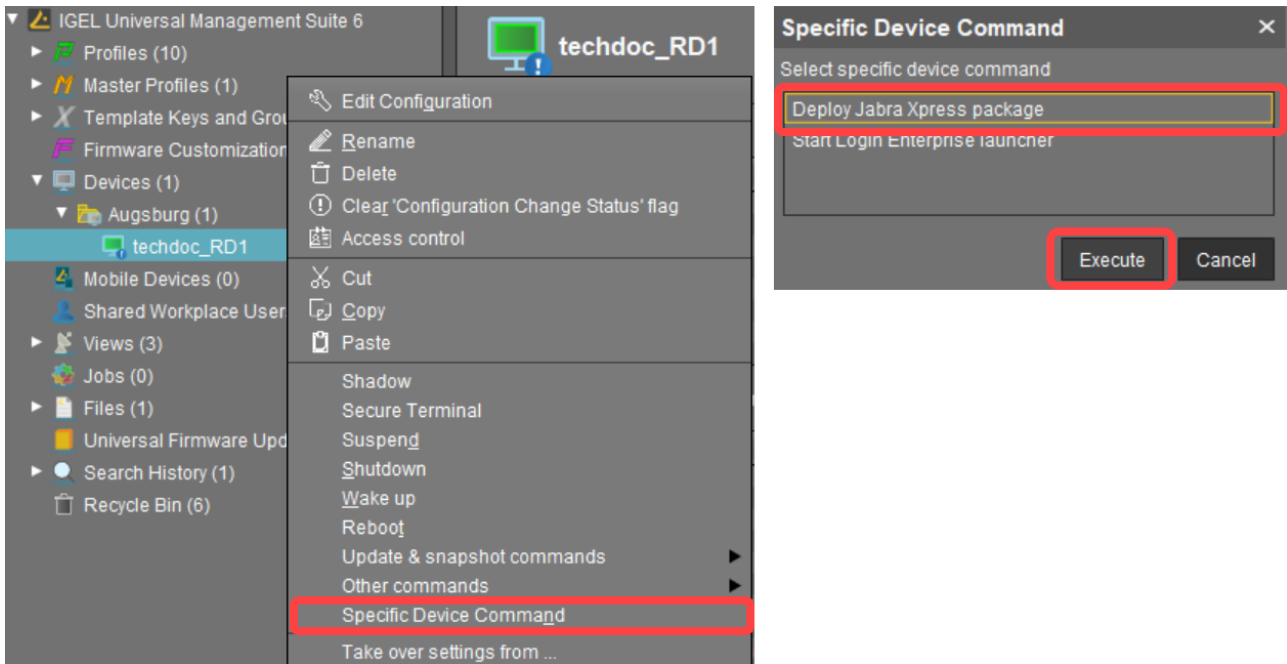 IGEL Universal Management Suite 6
Profiles (10)
Master Profiles (1)
Template Keys and Grou
Firmware Customization
Devices (1)
Augsburg (1)
techdoc_RD1
Mobile Devices (0)
Shared Workplace User
Views (3)
Jobs (0)
Files (1)
Universal Firmware Upd
Search History (1)
Recycle Bin (6)
techdoc_RD1
Edit Configuration
Rename
Delete
Clear 'Configuration Change Status' flag
Access control
Cut
Copy
Paste
Shadow
Secure Terminal
Suspend
Shutdown
Wake up
Reboot
Update & snapshot commands
Other commands
Specific Device Command
Take over settings from ...
Specific Device Command
Select specific device command
Deploy Jabra Xpress package
Start Login Enterprise launcher
Execute Cancel